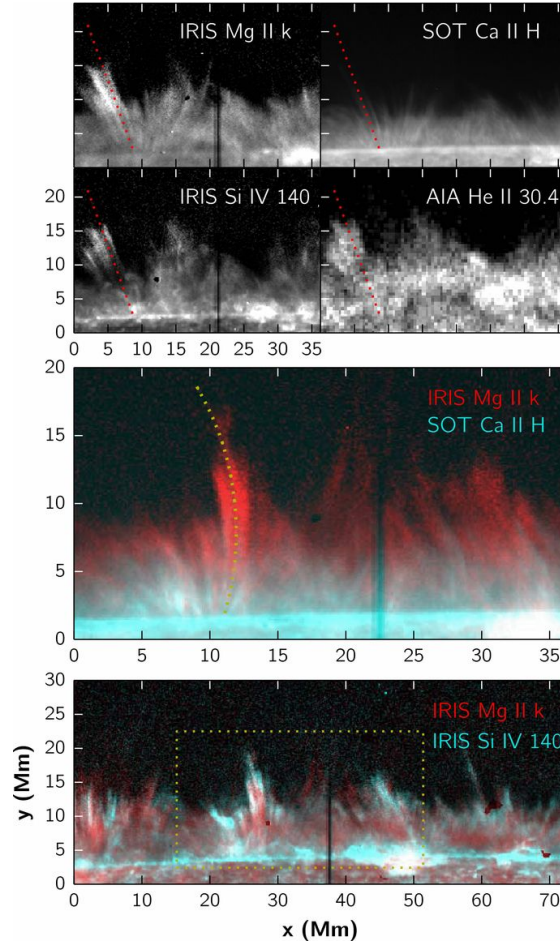 IRIS Mg II k SOT Ca II H
20
15
10
5
0
IRIS Si IV 140 AIA He II 30.4
0 5 10 15 20 25 30 35
20
15
10
5
0
IRIS Mg II k
SOT Ca II H
0 5 10 15 20 25 30 35
30
25
20
15
10
5
0
y (Mm)
IRIS Mg II k
IRIS Si IV 140
0 10 20 30 40 50 60 70
x (Mm)